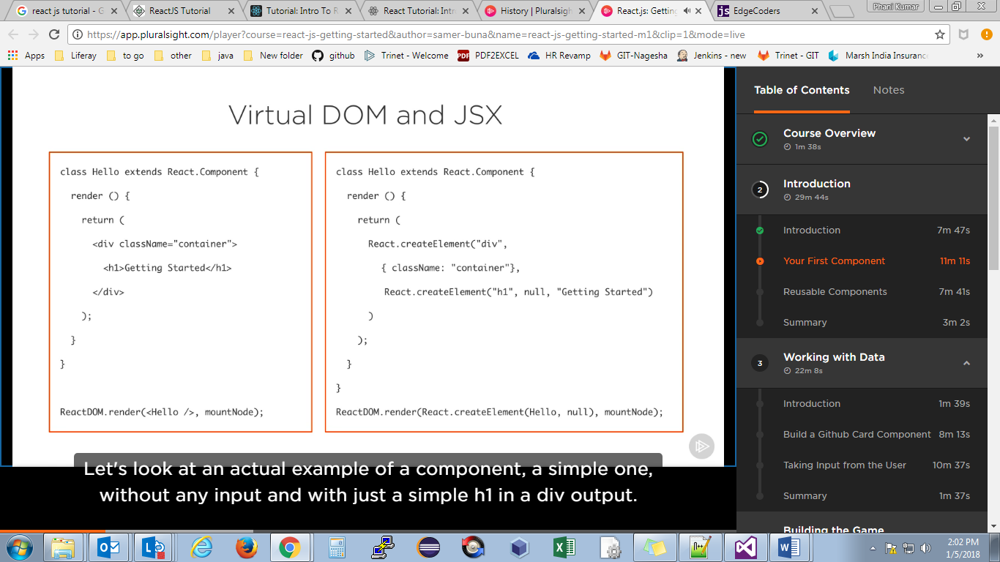 react js tutorial - G
ReactJS Tutorial
Tutorial: Intro To R
React Tutorial: Intr
History | Pluralsigh
React.js: Getting
EdgeCoders
Phani Kumar
https://app.pluralsight.com/player?course=react-js-getting-started&author=samer-buna&name=react-js-getting-started-m1&clip=1&mode=live
Apps Liferay to go other java New folder github Trinet - Welcome PDF2EXCEL HR Revamp GIT-Nagesha Jenkins - new Trinet - GIT Marsh India Insuranc »
Virtual DOM and JSX
class Hello extends React.Component {
render () {
return (
<div className="container">
<h1>Getting Started</h1>
</div>
);
}
}
ReactDOM.render(<Hello />, mountNode);
class Hello extends React.Component {
render () {
return (
React.createElement("div",
{ className: "container"},
React.createElement("h1", null, "Getting Started")
)
);
}
}
ReactDOM.render(React.createElement(Hello, null), mountNode);
Let's look at an actual example of a component, a simple one,
without any input and with just a simple h1 in a div output.
Table of Contents Notes
Course Overview
1m 38s
2
Introduction
29m 44s
Introduction 7m 47s
Your First Component 11m 11s
Reusable Components 7m 41s
Summary 3m 2s
3
Working with Data
22m 8s
Introduction 1m 39s
Build a Github Card Component 8m 13s
Taking Input from the User 10m 37s
Summary 1m 37s
Building the Game
2:02 PM
1/5/2018